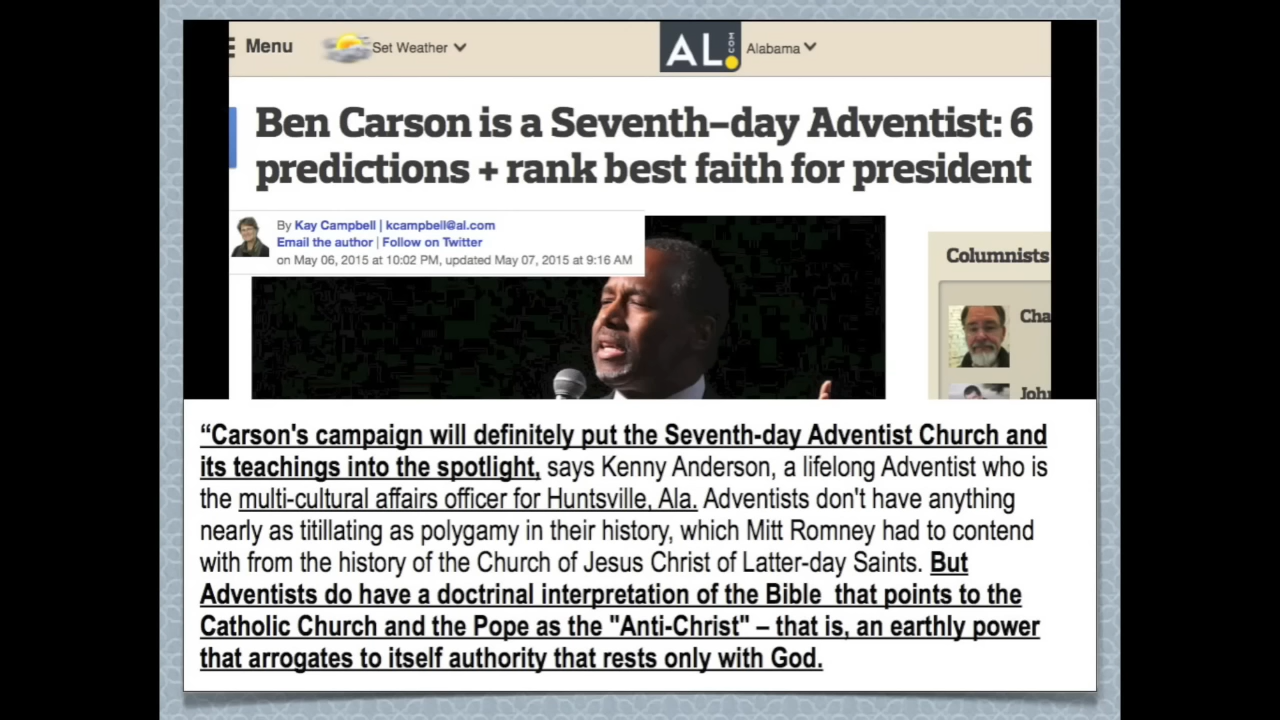 Menu
Set Weather
AL.COM
Alabama
Ben Carson is a Seventh-day Adventist: 6
predictions + rank best faith for president
By Kay Campbell | kcampbell@al.com
Email the author | Follow on Twitter
on May 06, 2015 at 10:02 PM, updated May 07, 2015 at 9:16 AM
Columnists
Cha
John
“Carson's campaign will definitely put the Seventh-day Adventist Church and
its teachings into the spotlight, says Kenny Anderson, a lifelong Adventist who is
the multi-cultural affairs officer for Huntsville, Ala. Adventists don't have anything
nearly as titillating as polygamy in their history, which Mitt Romney had to contend
with from the history of the Church of Jesus Christ of Latter-day Saints. But
Adventists do have a doctrinal interpretation of the Bible that points to the
Catholic Church and the Pope as the "Anti-Christ" – that is, an earthly power
that arrogates to itself authority that rests only with God.